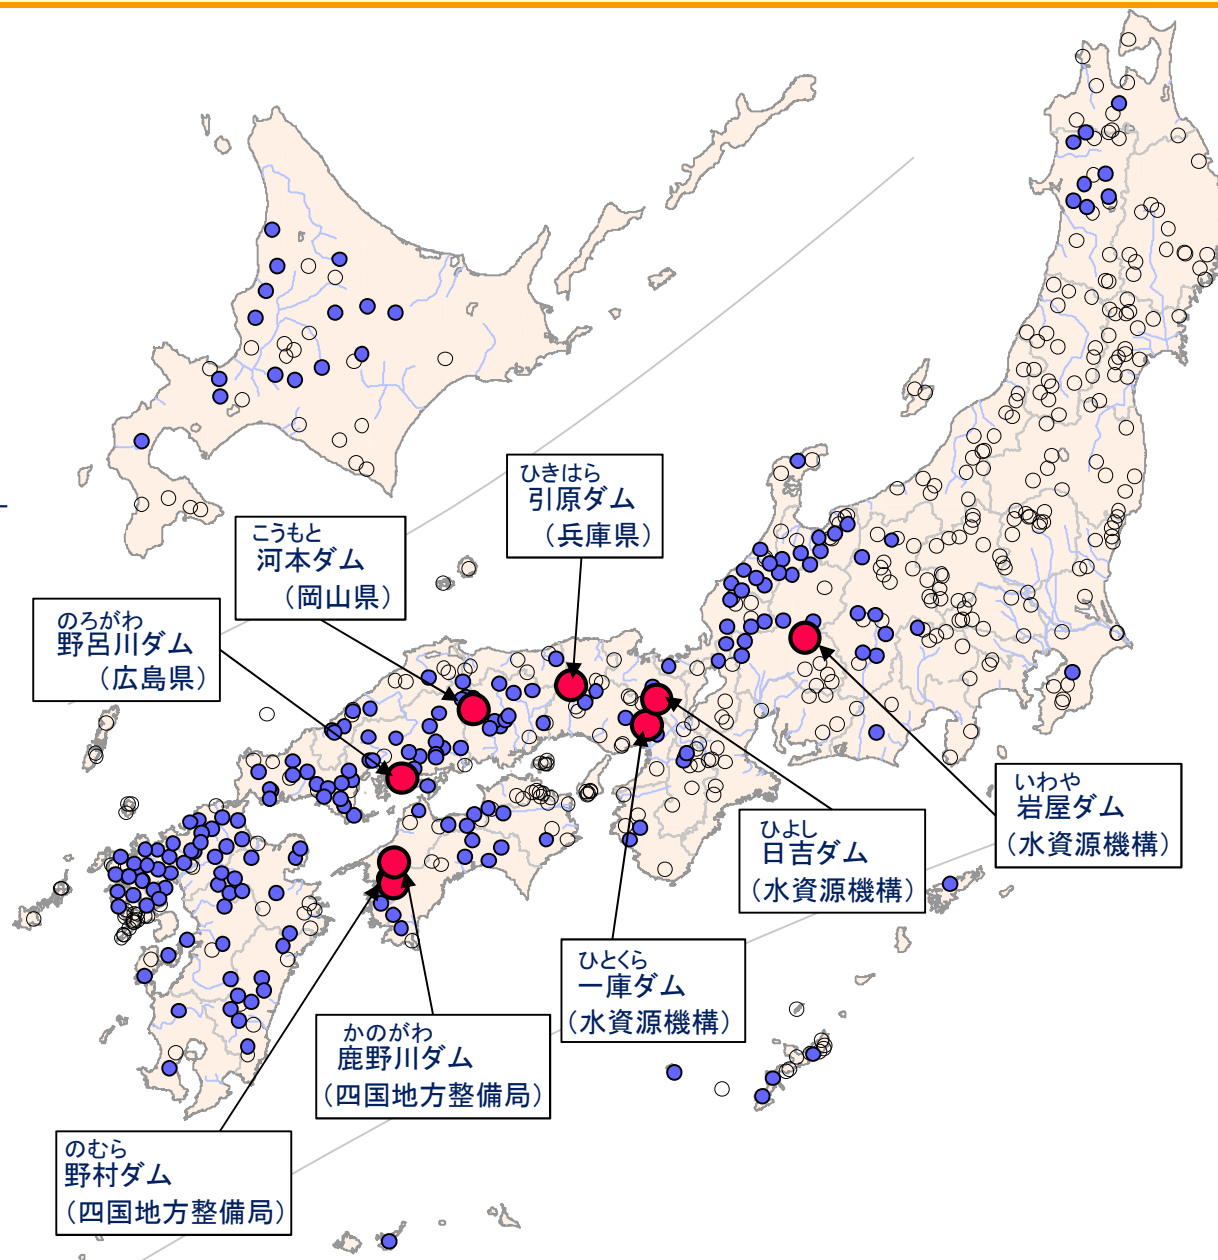 ひきはら
引原ダム
（兵庫県）
こうもと
河本ダム
（岡山県）
のろがわ
野呂川ダム
（広島県）
いわや
岩屋ダム
（水資源機構）
ひよし
日吉ダム
（水資源機構）
ひとくら
一庫ダム
（水資源機構）
かのがわ
鹿野川ダム
（四国地方整備局）
のむら
野村ダム
（四国地方整備局）